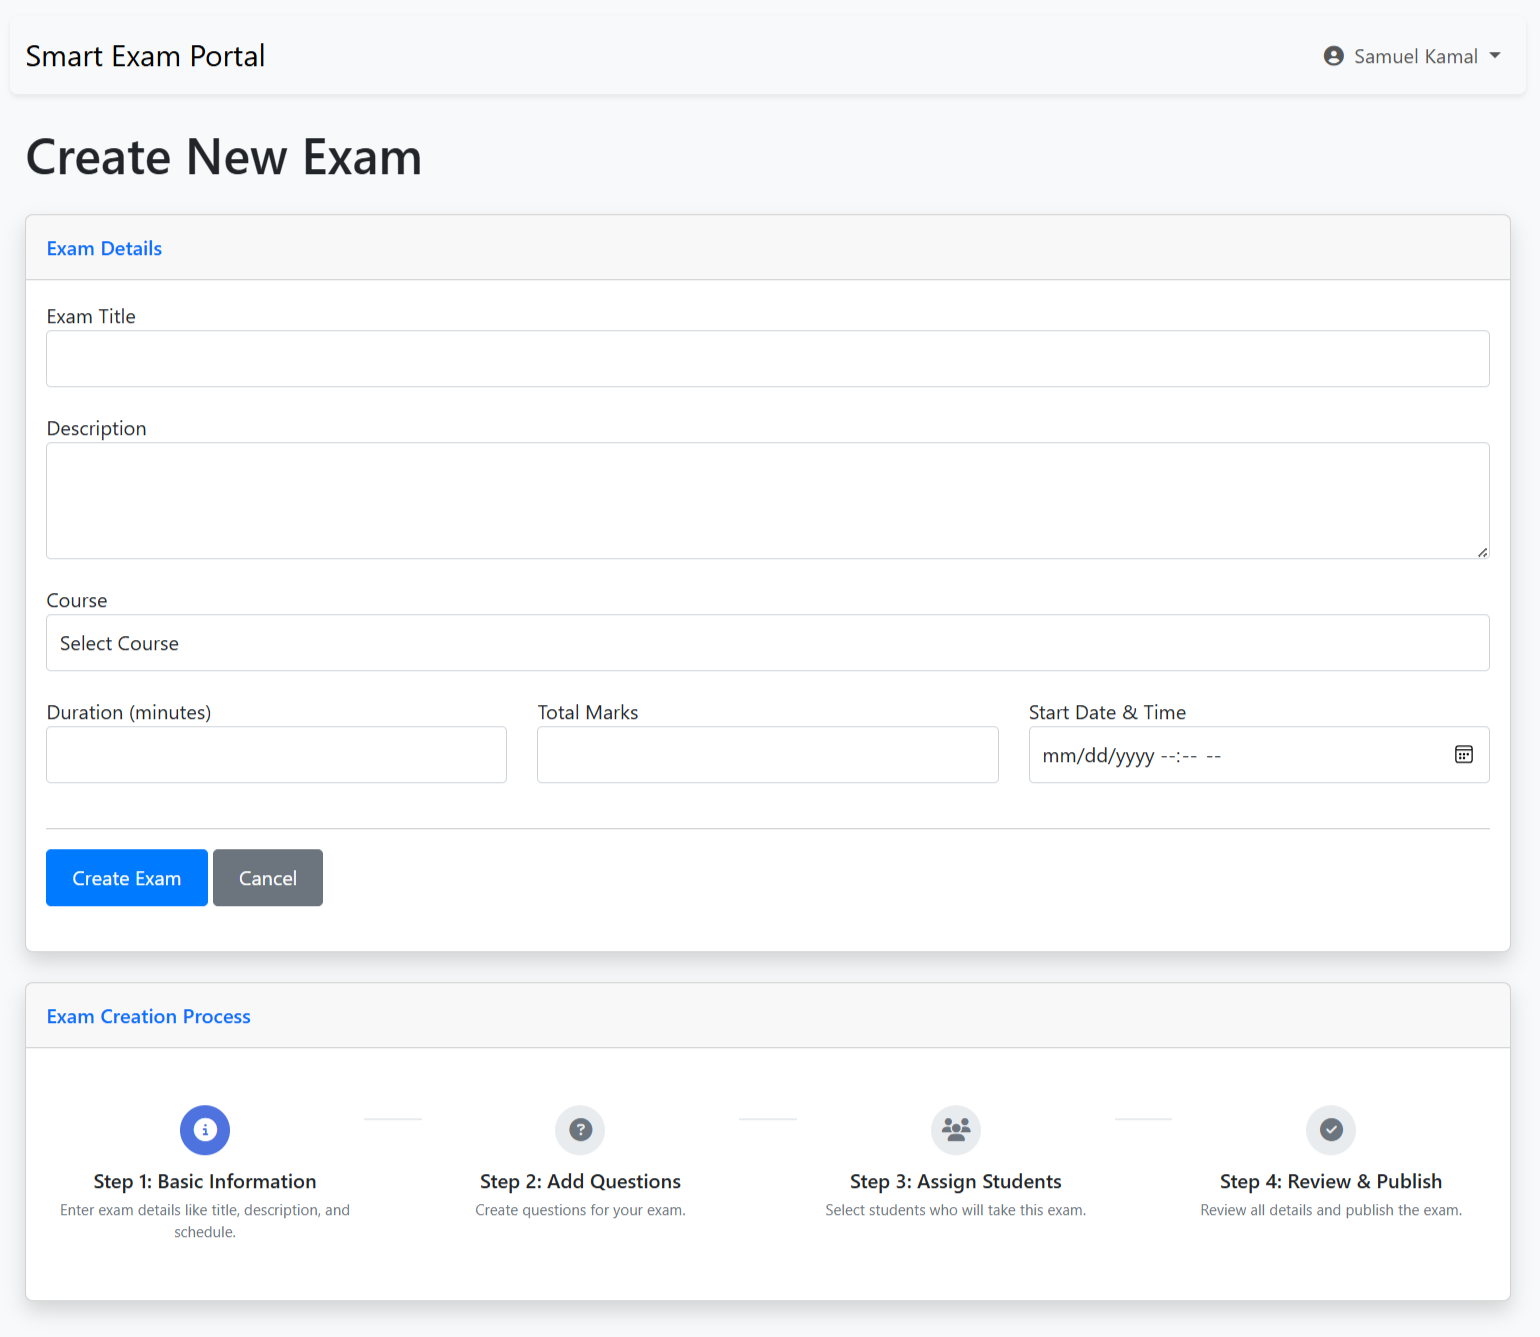 Smart Exam Portal
Samuel Kamal
Create New Exam
Exam Details
Exam Title
Description
Course
Select Course
Duration (minutes)
Total Marks
Start Date & Time
mm/dd/yyyy --:-- --
Create Exam
Cancel
Exam Creation Process
Step 1: Basic Information
Enter exam details like title, description, and
schedule.
Step 2: Add Questions
Create questions for your exam.
Step 3: Assign Students
Select students who will take this exam.
Step 4: Review & Publish
Review all details and publish the exam.